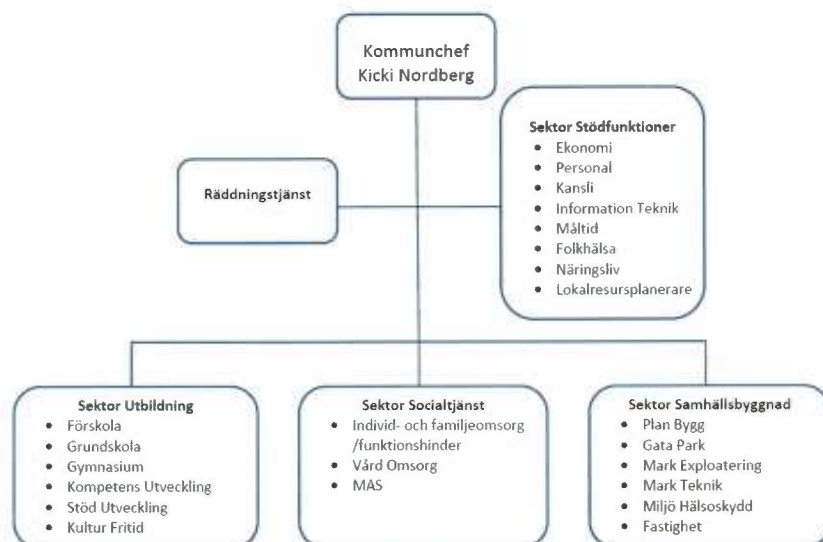 Kommunchef
Kicki Nordberg
Sektor Stödfunktioner
• Ekonomi
• Personal
• Kansli
• Information Teknik
• Måltid
• Folkhälsa
• Näringsliv
• Lokalresursplanerare
Räddningstjänst
Sektor Utbildning
• Förskola
• Grundskola
• Gymnasium
• Kompetens Utveckling
• Stöd Utveckling
• Kultur Fritid
Sektor Socialtjänst
• Individ- och familjeomsorg
/funktionshinder
• Vård Omsorg
• MAS
Sektor Samhällsbyggnad
• Plan Bygg
• Gata Park
• Mark Exploatering
• Mark Teknik
• Miljö Hälsoskydd
• Fastighet